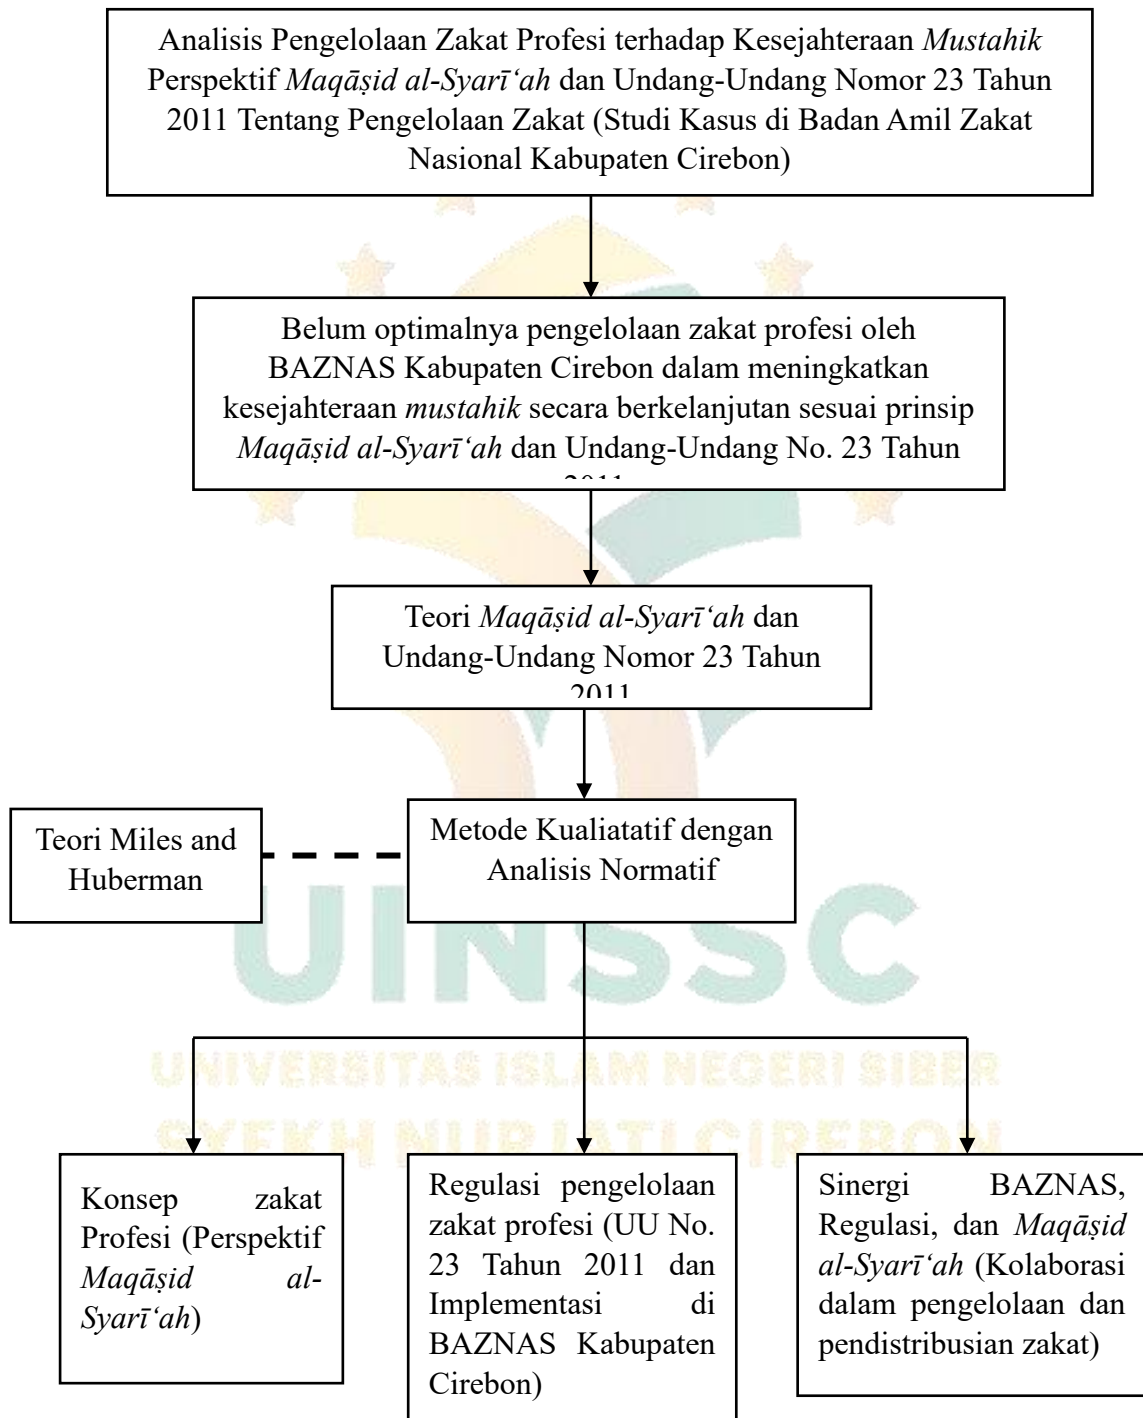 Analisis Pengelolaan Zakat Profesi terhadap Kesejahteraan Mustahik
Perspektif Maqāṣid al-Syarī‘ah dan Undang-Undang Nomor 23 Tahun
2011 Tentang Pengelolaan Zakat (Studi Kasus di Badan Amil Zakat
Nasional Kabupaten Cirebon)
Belum optimalnya pengelolaan zakat profesi oleh
BAZNAS Kabupaten Cirebon dalam meningkatkan
kesejahteraan mustahik secara berkelanjutan sesuai prinsip
Maqāṣid al-Syarī‘ah dan Undang-Undang No. 23 Tahun
2011
Teori Maqāṣid al-Syarī‘ah dan
Undang-Undang Nomor 23 Tahun
2011
Teori Miles and
Huberman
Metode Kualiatatif dengan
Analisis Normatif
UINSSC
UNIVERSITAS ISLAM NEGERI SIBER
SYEKH NURJATI CIREBON
Konsep zakat
Profesi (Perspektif
Maqāṣid al-
Syarī‘ah)
Regulasi pengelolaan
zakat profesi (UU No.
23 Tahun 2011 dan
Implementasi di
BAZNAS Kabupaten
Cirebon)
Sinergi BAZNAS,
Regulasi, dan Maqāṣid
al-Syarī‘ah (Kolaborasi
dalam pengelolaan dan
pendistribusian zakat)